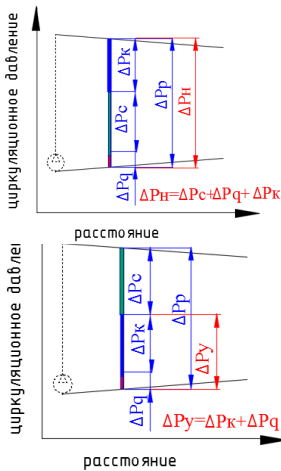 циркуляционное давление
ΔPк
ΔPс
ΔPq
ΔPр
ΔPн
ΔPн=ΔPс+ΔPq+ΔPк
расстояние
циркуляционное давление
ΔPс
ΔPк
ΔPq
ΔPр
ΔPу
ΔPу=ΔPк+ΔPq
расстояние